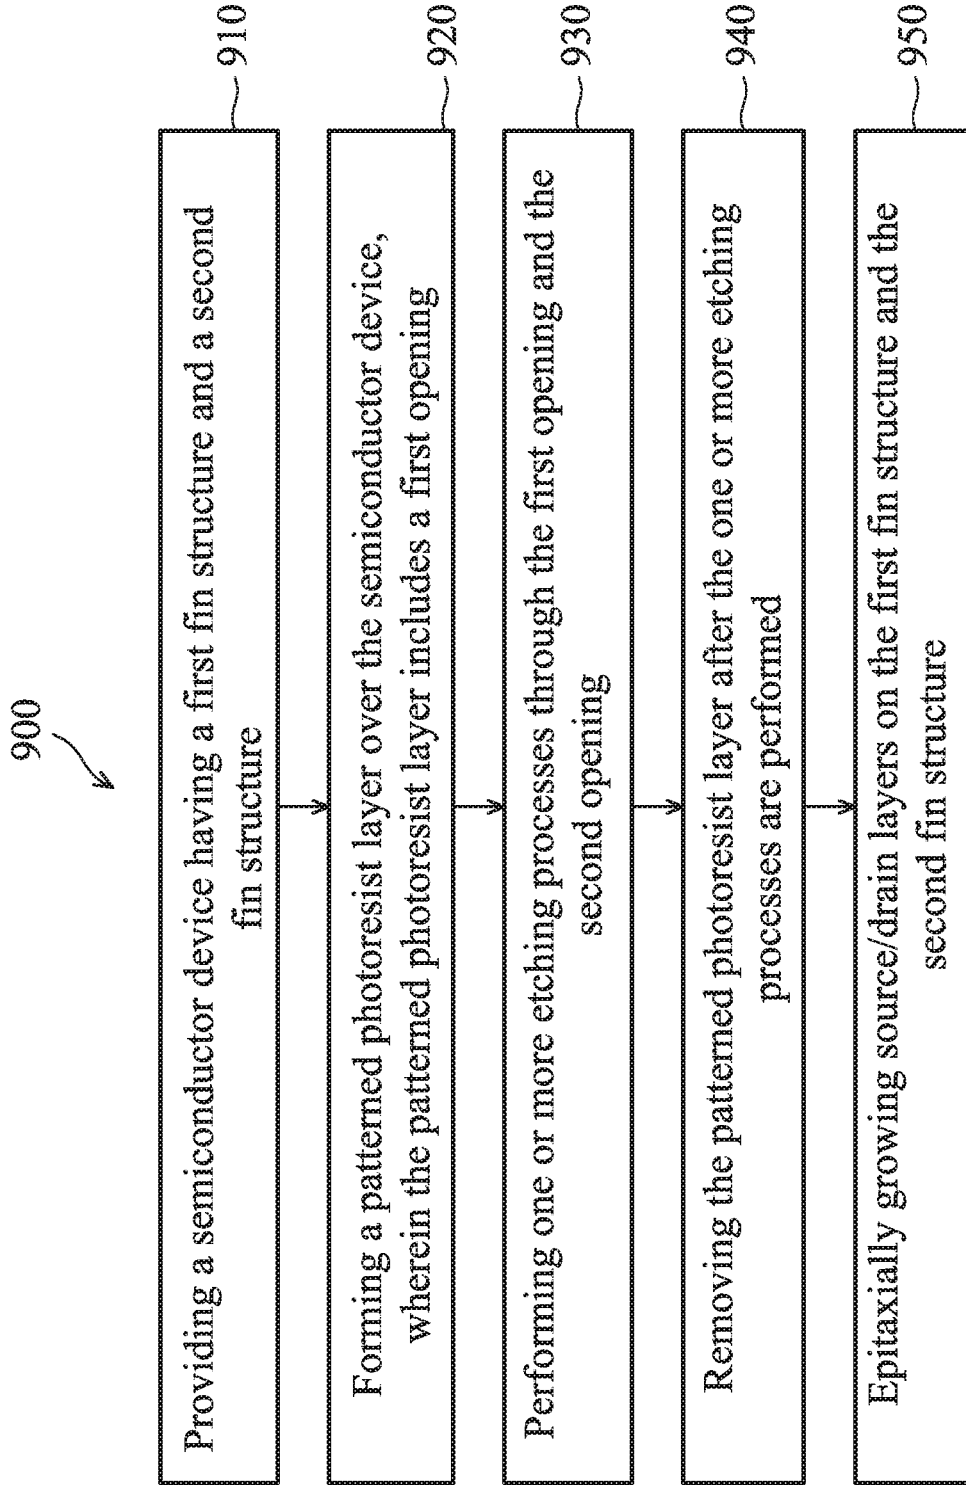 900
Providing a semiconductor device having a first fin structure and a second
fin structure
910
Forming a patterned photoresist layer over the semiconductor device,
wherein the patterned photoresist layer includes a first opening
920
Performing one or more etching processes through the first opening and the
second opening
930
Removing the patterned photoresist layer after the one or more etching
processes are performed
940
Epitaxially growing source/drain layers on the first fin structure and the
second fin structure
950